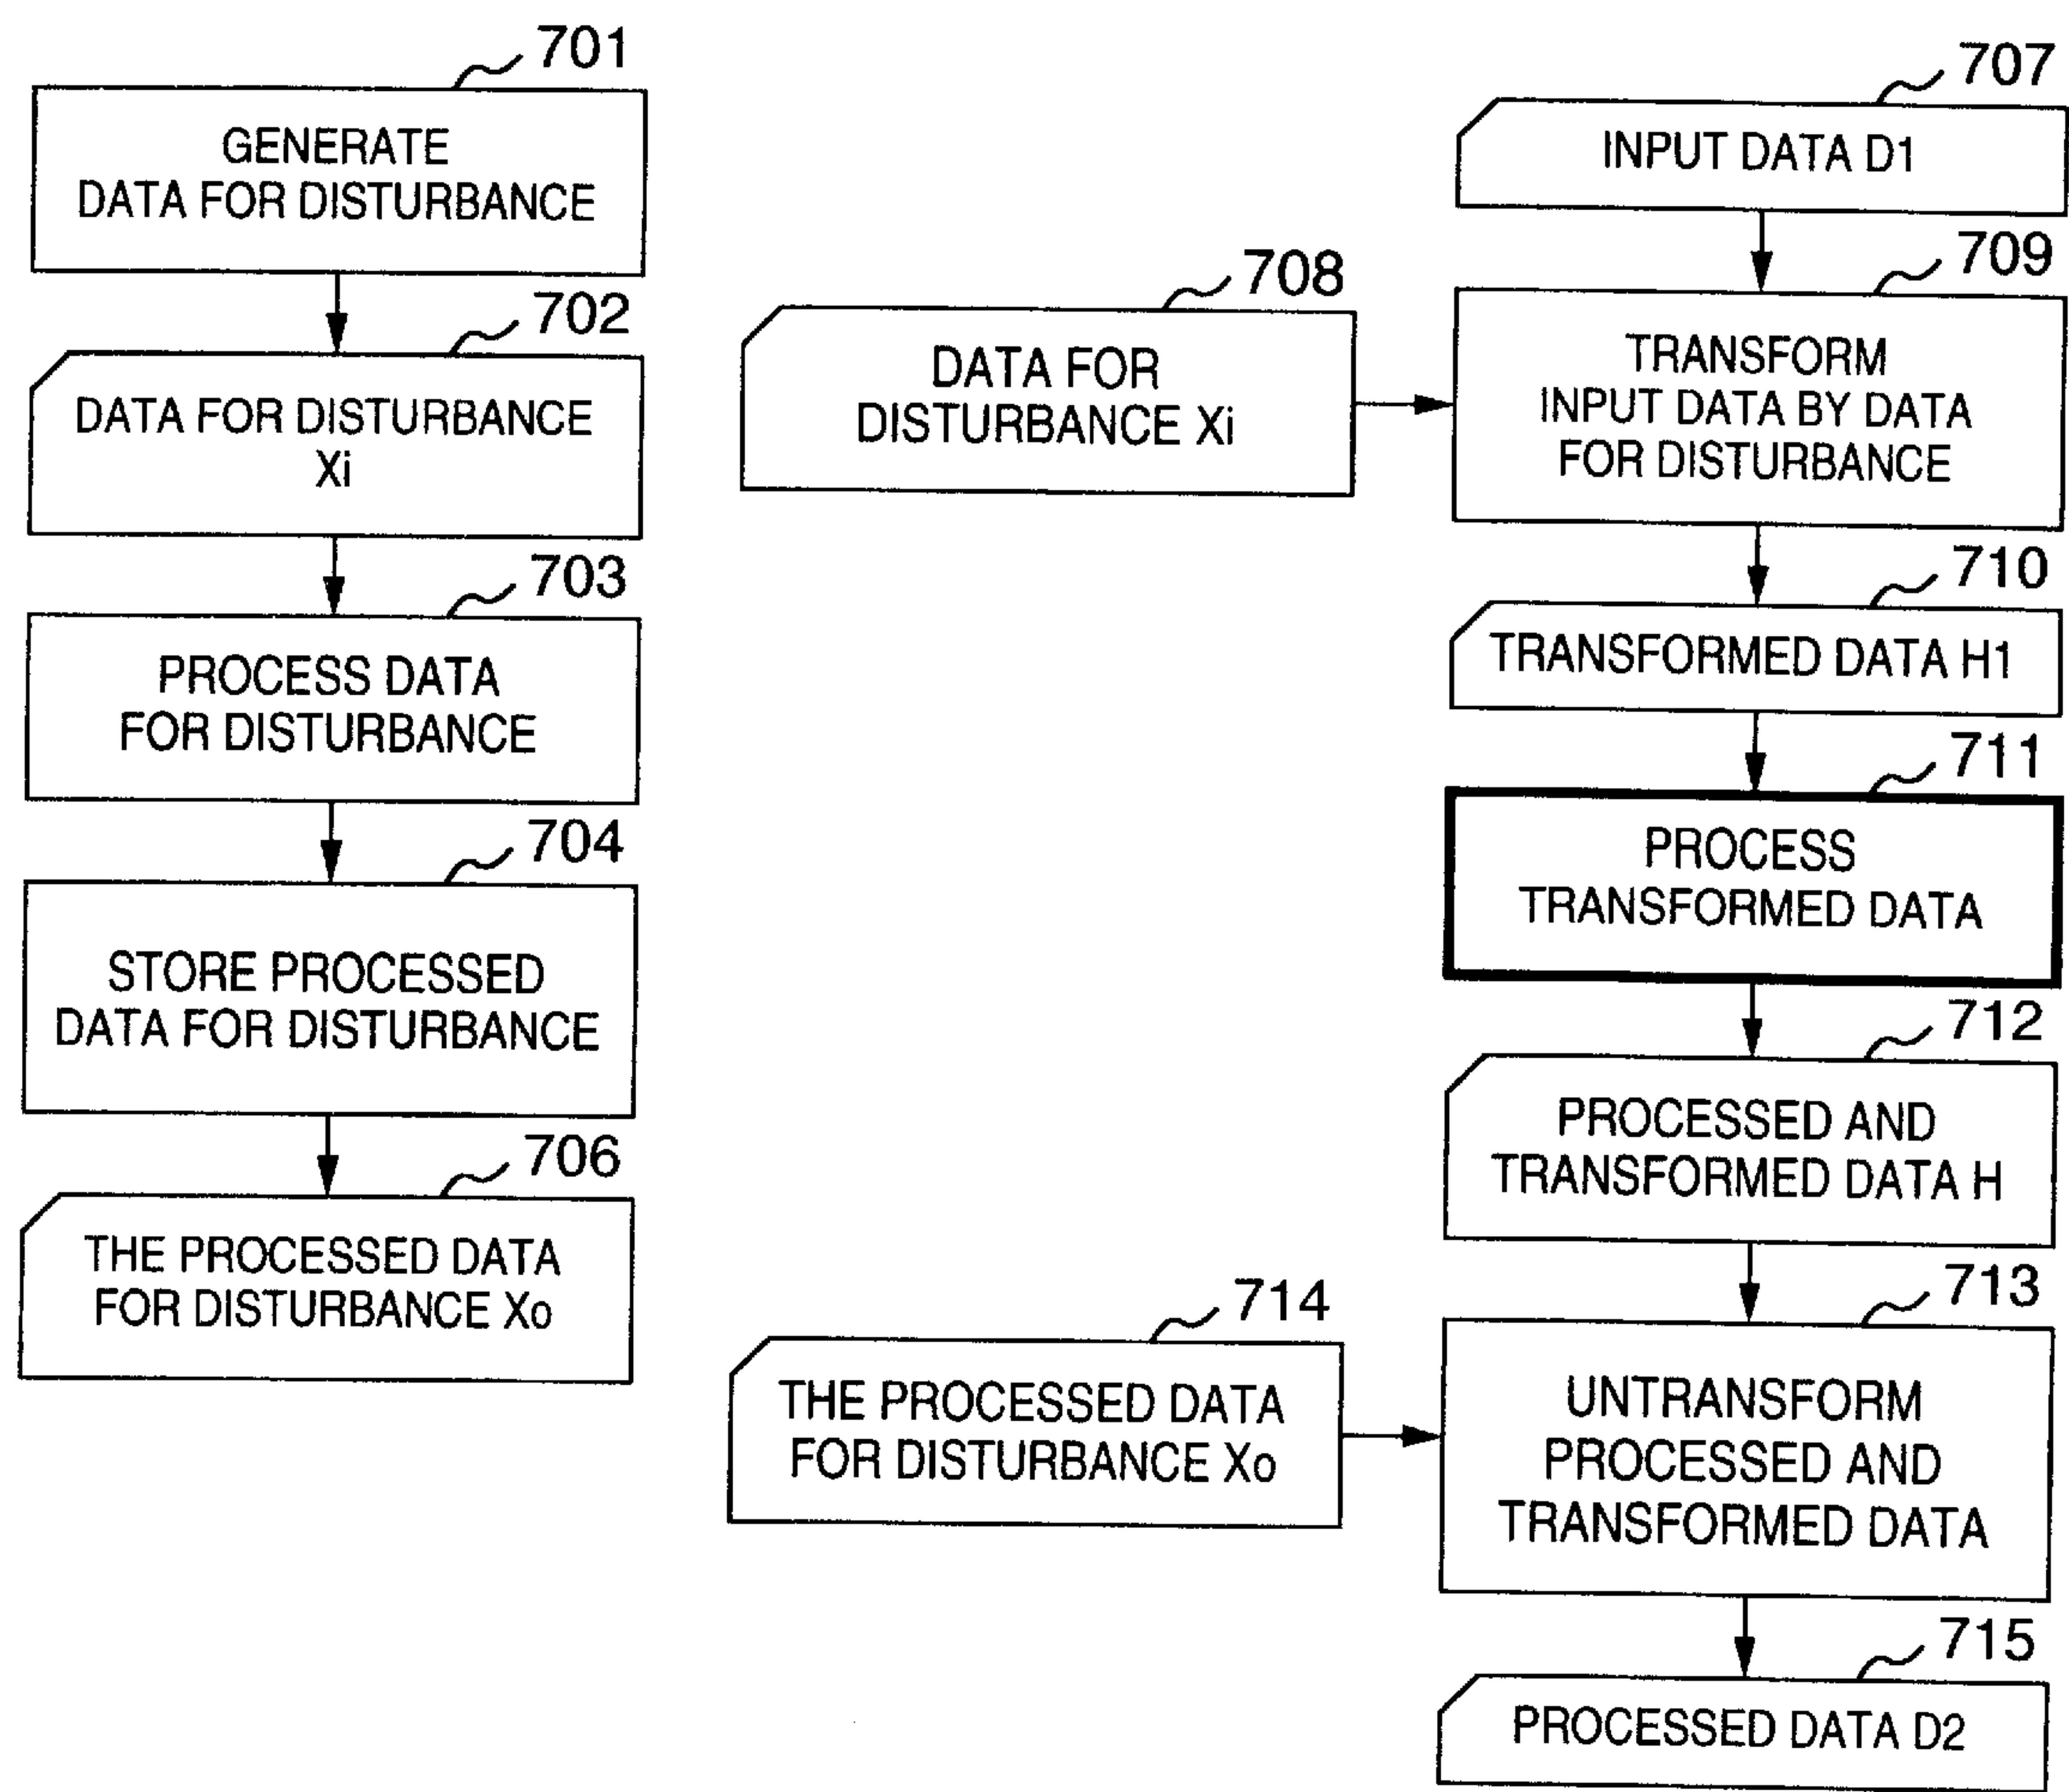 701
GENERATE
DATA FOR DISTURBANCE
702
DATA FOR DISTURBANCE
Xi
703
PROCESS DATA
FOR DISTURBANCE
704
STORE PROCESSED
DATA FOR DISTURBANCE
706
THE PROCESSED DATA
FOR DISTURBANCE Xo
707
INPUT DATA D1
708
DATA FOR
DISTURBANCE Xi
709
TRANSFORM
INPUT DATA BY DATA
FOR DISTURBANCE
710
TRANSFORMED DATA H1
711
PROCESS
TRANSFORMED DATA
712
PROCESSED AND
TRANSFORMED DATA H
714
THE PROCESSED DATA
FOR DISTURBANCE Xo
713
UNTRANSFORM
PROCESSED AND
TRANSFORMED DATA
715
PROCESSED DATA D2